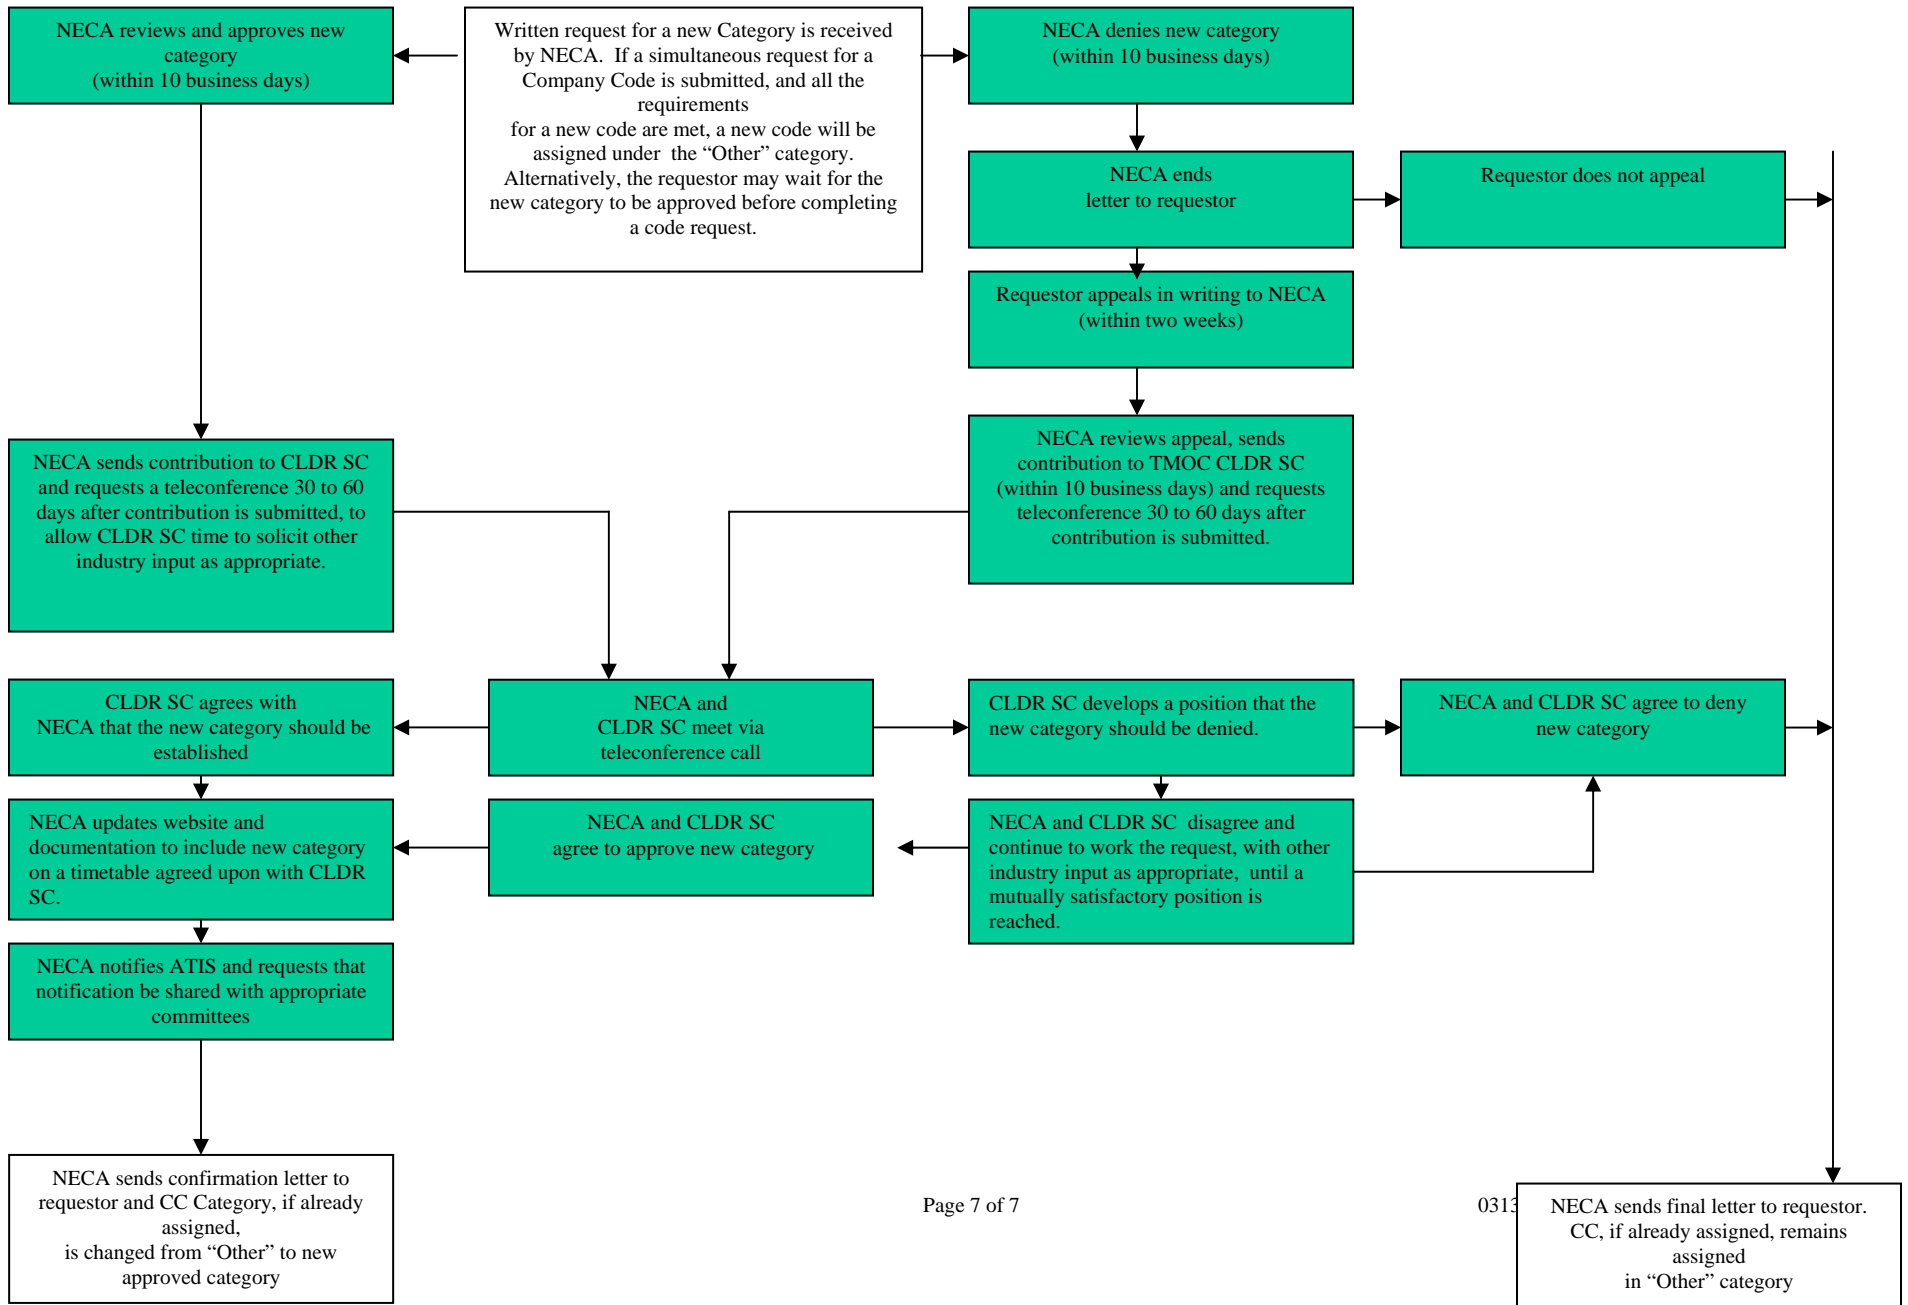 NECA reviews and approves new
category
(within 10 business days)
Written request for a new Category is received
by NECA.  If a simultaneous request for a
Company Code is submitted, and all the
requirements
for a new code are met, a new code will be
assigned under  the “Other” category.
Alternatively, the requestor may wait for the
new category to be approved before completing
a code request.
NECA denies new category
(within 10 business days)
NECA ends
letter to requestor
Requestor does not appeal
Requestor appeals in writing to NECA
(within two weeks)
NECA sends contribution to CLDR SC
and requests a teleconference 30 to 60
days after contribution is submitted, to
allow CLDR SC time to solicit other
industry input as appropriate.
NECA reviews appeal, sends
contribution to TMOC CLDR SC
(within 10 business days) and requests
teleconference 30 to 60 days after
contribution is submitted.
CLDR SC agrees with
NECA that the new category should be
established
NECA and
CLDR SC meet via
teleconference call
CLDR SC develops a position that the
new category should be denied.
NECA and CLDR SC agree to deny
new category
NECA updates website and
documentation to include new category
on a timetable agreed upon with CLDR
SC.
NECA and CLDR SC
agree to approve new category
NECA and CLDR SC  disagree and
continue to work the request, with other
industry input as appropriate,  until a
mutually satisfactory position is
reached.
NECA notifies ATIS and requests that
notification be shared with appropriate
committees
NECA sends confirmation letter to
requestor and CC Category, if already
assigned,
is changed from “Other” to new
approved category
Page 7 of 7
0313
NECA sends final letter to requestor.
CC, if already assigned, remains
assigned
in “Other” category